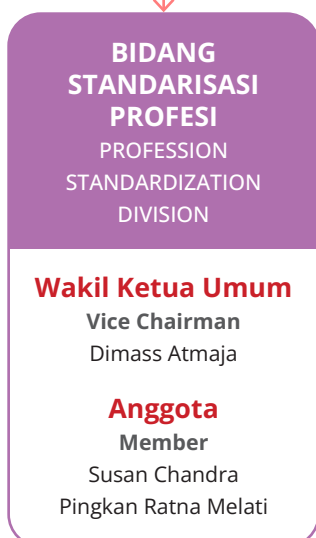 BIDANG
STANDARISASI
PROFESI
PROFESSION
STANDARDIZATION
DIVISION
Wakil Ketua Umum
Vice Chairman
Dimass Atmaja
Anggota
Member
Susan Chandra
Pingkan Ratna Melati